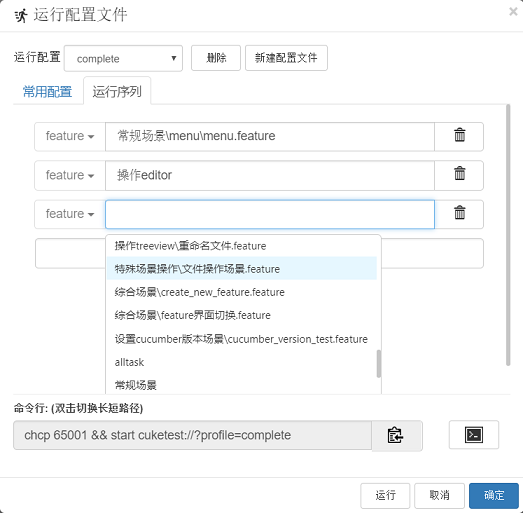 运行配置文件
运行配置 complete 删除 新建配置文件
常用配置 运行序列
feature 常规场景\menu\menu.feature
feature 操作editor
feature
操作treeview\重命名文件.feature
特殊场景操作\文件操作场景.feature
综合场景\create_new_feature.feature
综合场景\feature界面切换.feature
设置cucumber版本场景\cucumber_version_test.feature
alltask
常规场景
命令行: (双击切换长短路径)
chcp 65001 && start cuketest://?profile=complete
运行 取消 确定